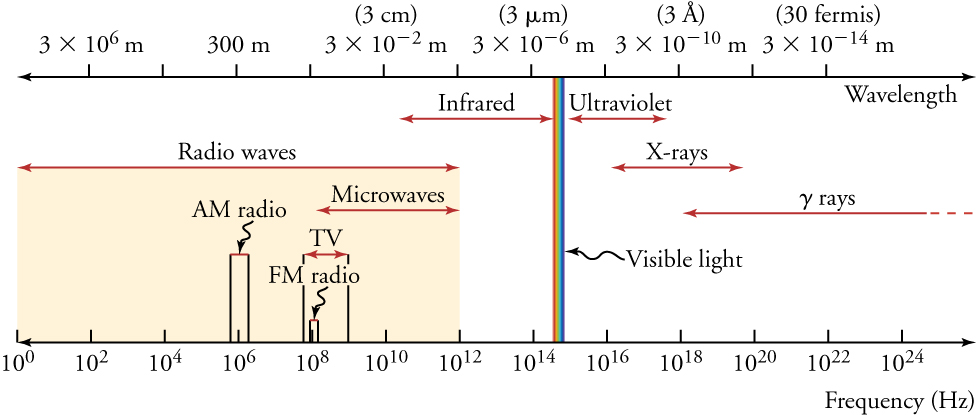 (3 cm) (3 μm) (3 Å) (30 fermis)
3 × 10⁶ m 300 m 3 × 10⁻² m 3 × 10⁻⁶ m 3 × 10⁻¹⁰ m 3 × 10⁻¹⁴ m
Wavelength
Infrared Ultraviolet
Radio waves X-rays
Microwaves γ rays
AM radio
TV
Visible light
FM radio
10⁰ 10² 10⁴ 10⁶ 10⁸ 10¹⁰ 10¹² 10¹⁴ 10¹⁶ 10¹⁸ 10²⁰ 10²² 10²⁴
Frequency (Hz)